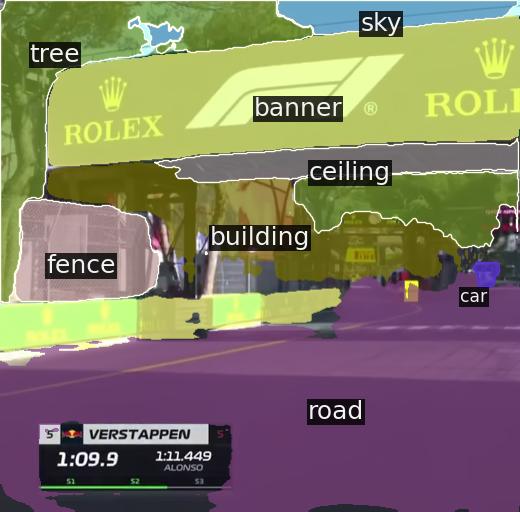 sky
tree
ROLEX
banner
®
ROL
ceiling
building
fence
car
road
5 VERSTAPPEN 5
1:09.9 1:11.449
ALONSO
S1 S2 S3